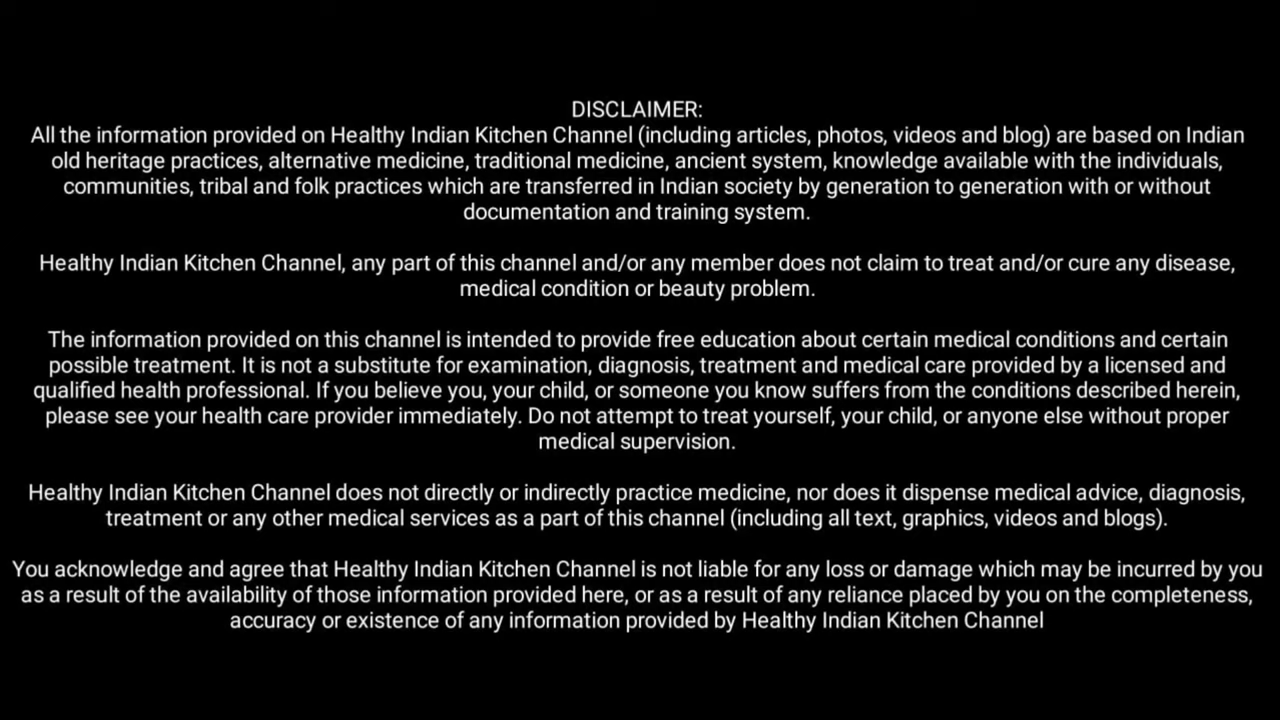 DISCLAIMER:
All the information provided on Healthy Indian Kitchen Channel (including articles, photos, videos and blog) are based on Indian
old heritage practices, alternative medicine, traditional medicine, ancient system, knowledge available with the individuals,
communities, tribal and folk practices which are transferred in Indian society by generation to generation with or without
documentation and training system.
Healthy Indian Kitchen Channel, any part of this channel and/or any member does not claim to treat and/or cure any disease,
medical condition or beauty problem.
The information provided on this channel is intended to provide free education about certain medical conditions and certain
possible treatment. It is not a substitute for examination, diagnosis, treatment and medical care provided by a licensed and
qualified health professional. If you believe you, your child, or someone you know suffers from the conditions described herein,
please see your health care provider immediately. Do not attempt to treat yourself, your child, or anyone else without proper
medical supervision.
Healthy Indian Kitchen Channel does not directly or indirectly practice medicine, nor does it dispense medical advice, diagnosis,
treatment or any other medical services as a part of this channel (including all text, graphics, videos and blogs).
You acknowledge and agree that Healthy Indian Kitchen Channel is not liable for any loss or damage which may be incurred by you
as a result of the availability of those information provided here, or as a result of any reliance placed by you on the completeness,
accuracy or existence of any information provided by Healthy Indian Kitchen Channel